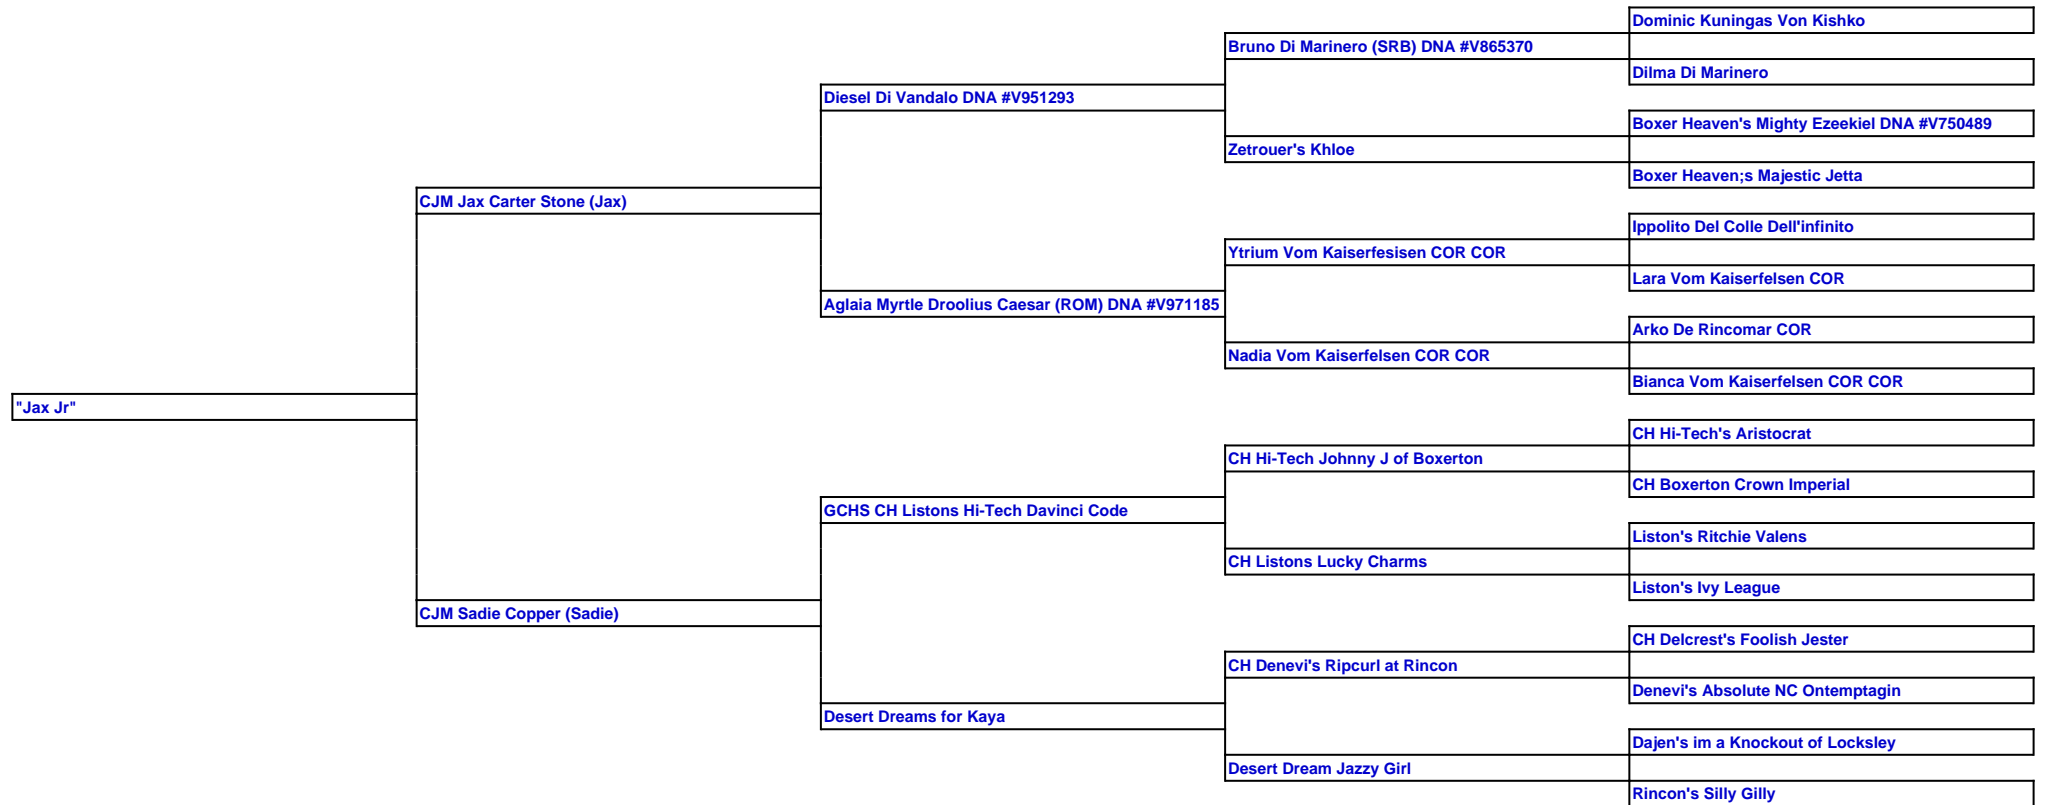 Dominic Kuningas Von Kishko
Bruno Di Marinero (SRB) DNA #V865370
Dilma Di Marinero
Diesel Di Vandalo DNA #V951293
Boxer Heaven's Mighty Ezeekiel DNA #V750489
Zetrouer's Khloe
Boxer Heaven;s Majestic Jetta
CJM Jax Carter Stone (Jax)
Ippolito Del Colle Dell'infinito
Ytrium Vom Kaiserfesisen COR COR
Lara Vom Kaiserfelsen COR
Aglaia Myrtle Droolius Caesar (ROM) DNA #V971185
Arko De Rincomar COR
Nadia Vom Kaiserfelsen COR COR
Bianca Vom Kaiserfelsen COR COR
"Jax Jr"
CH Hi-Tech's Aristocrat
CH Hi-Tech Johnny J of Boxerton
CH Boxerton Crown Imperial
GCHS CH Listons Hi-Tech Davinci Code
Liston's Ritchie Valens
CH Listons Lucky Charms
Liston's Ivy League
CJM Sadie Copper (Sadie)
CH Delcrest's Foolish Jester
CH Denevi's Ripcurl at Rincon
Denevi's Absolute NC Ontemptagin
Desert Dreams for Kaya
Dajen's im a Knockout of Locksley
Desert Dream Jazzy Girl
Rincon's Silly Gilly